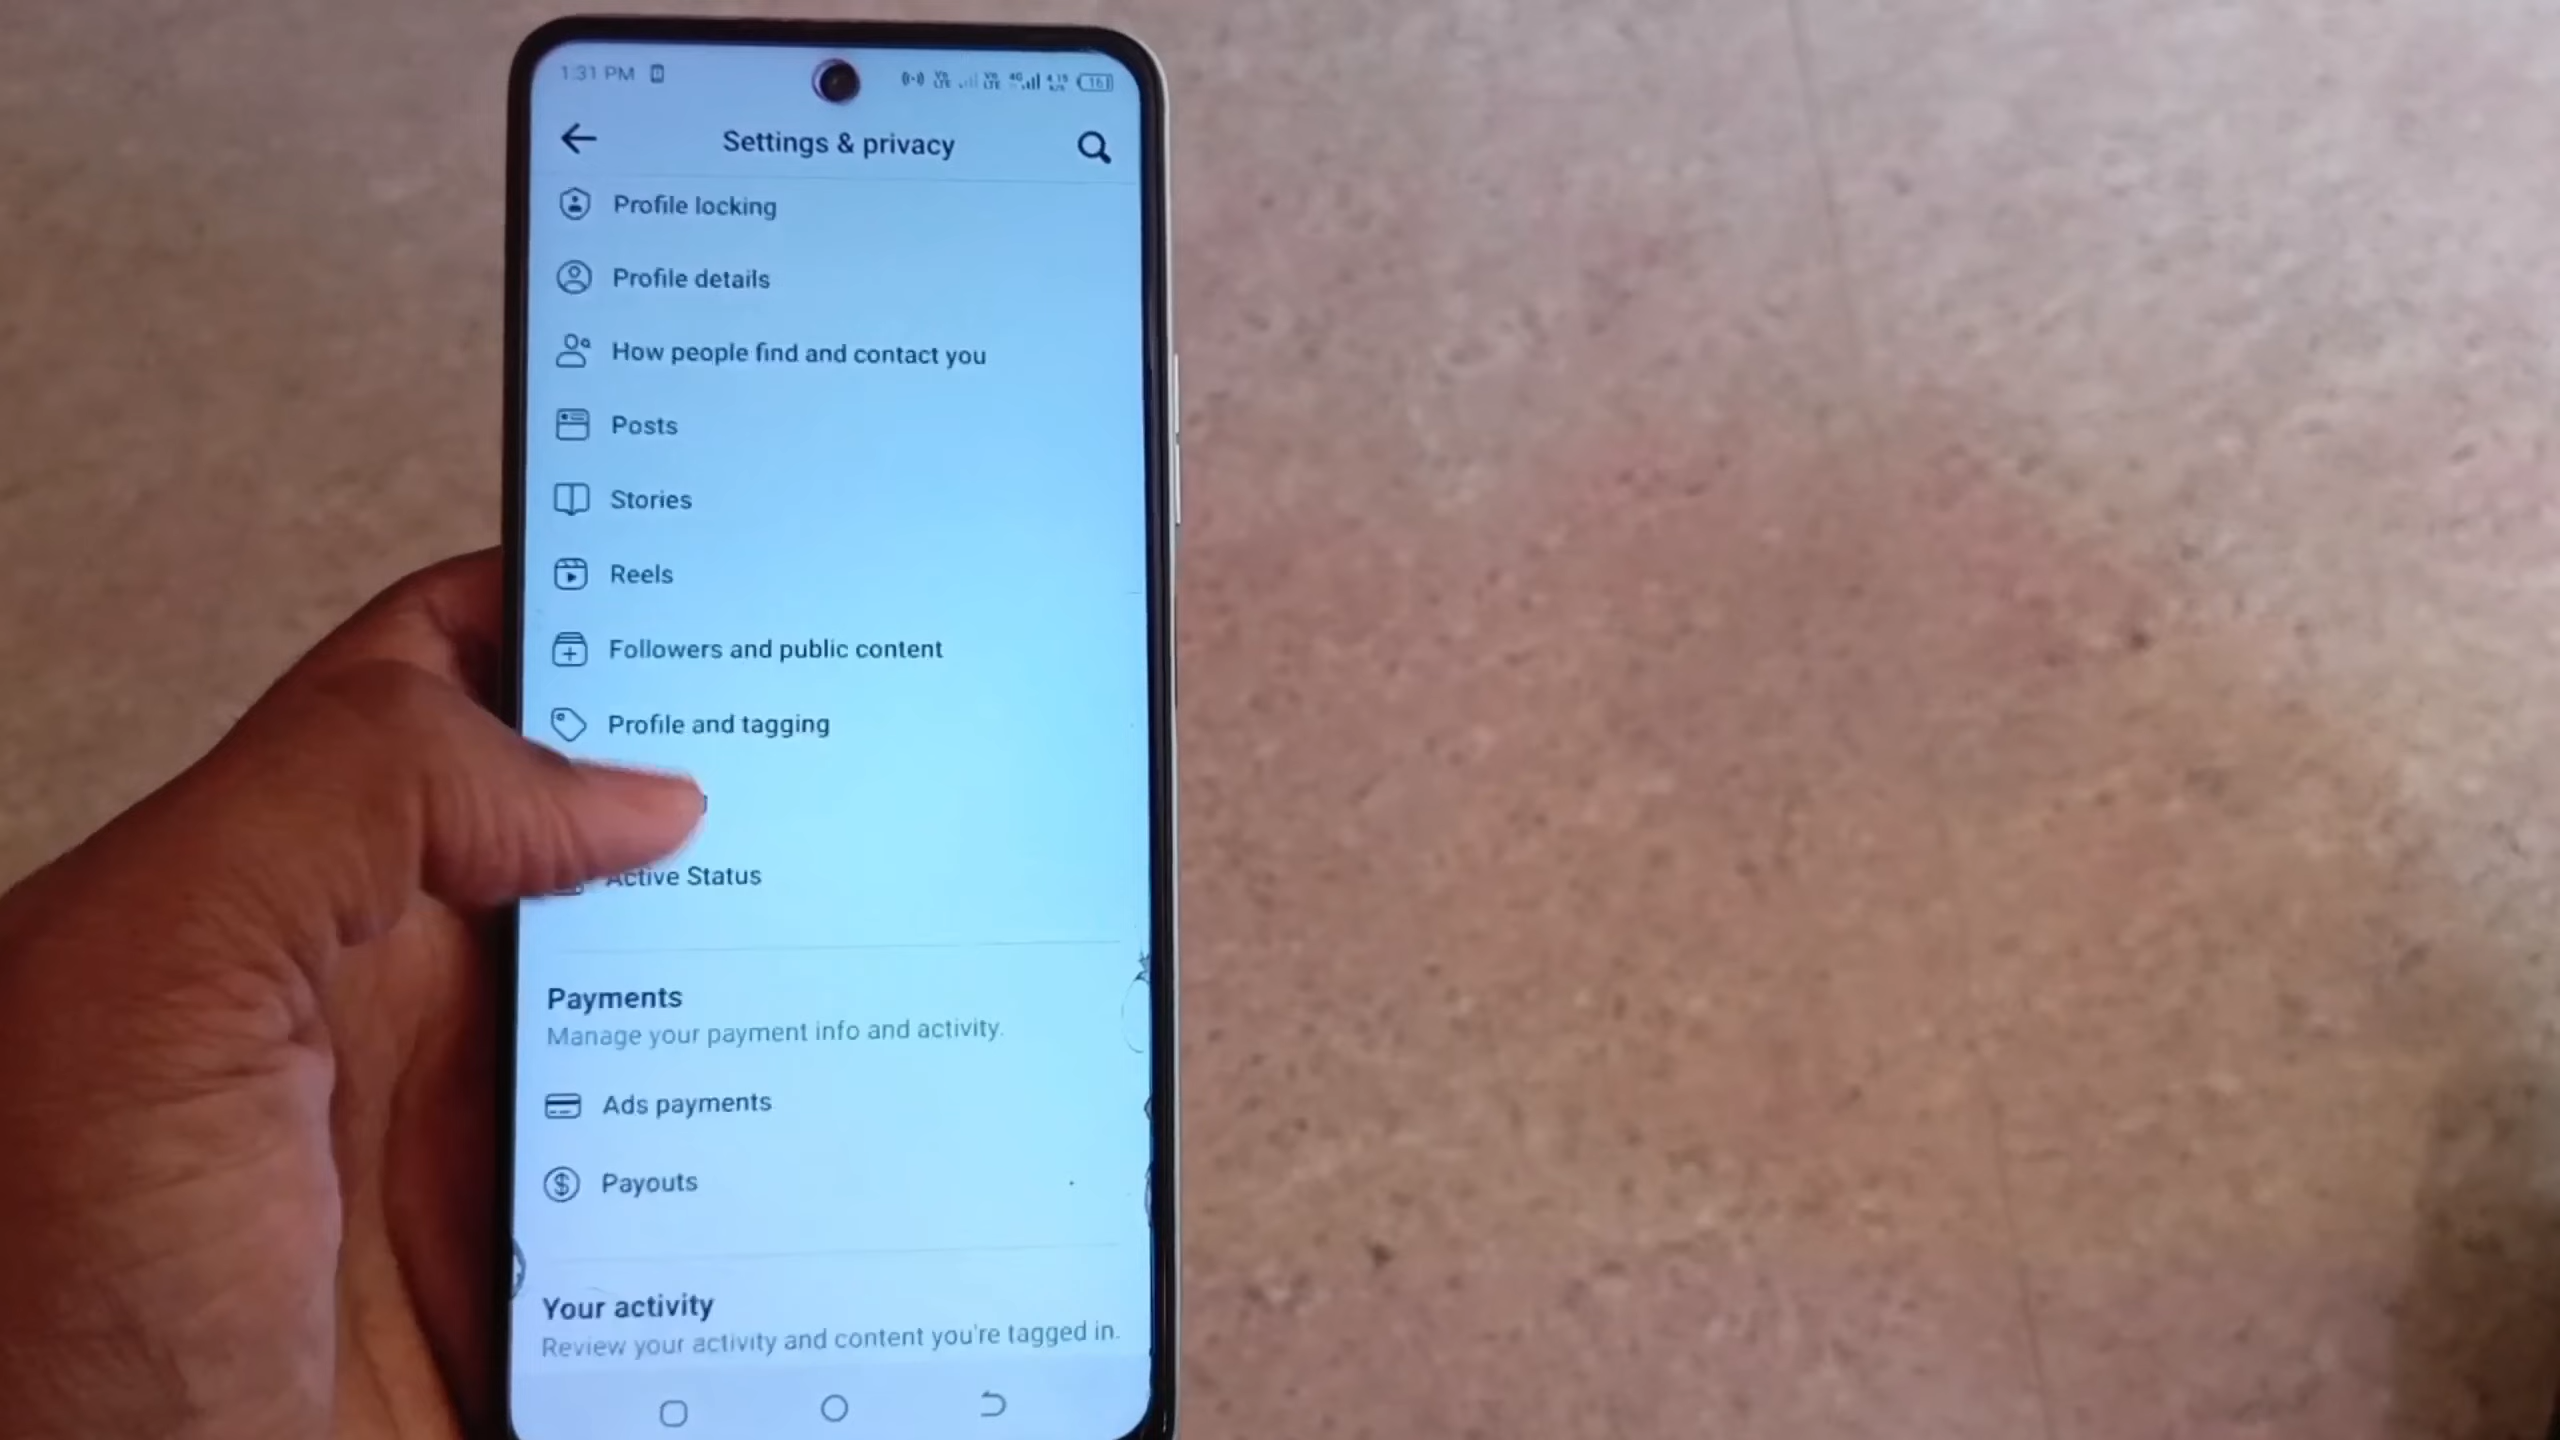 1:31 PM
Settings & privacy
Profile locking
Profile details
How people find and contact you
Posts
Stories
Reels
Followers and public content
Profile and tagging
Active Status
Payments
Manage your payment info and activity.
Ads payments
Payouts
Your activity
Review your activity and content you're tagged in.